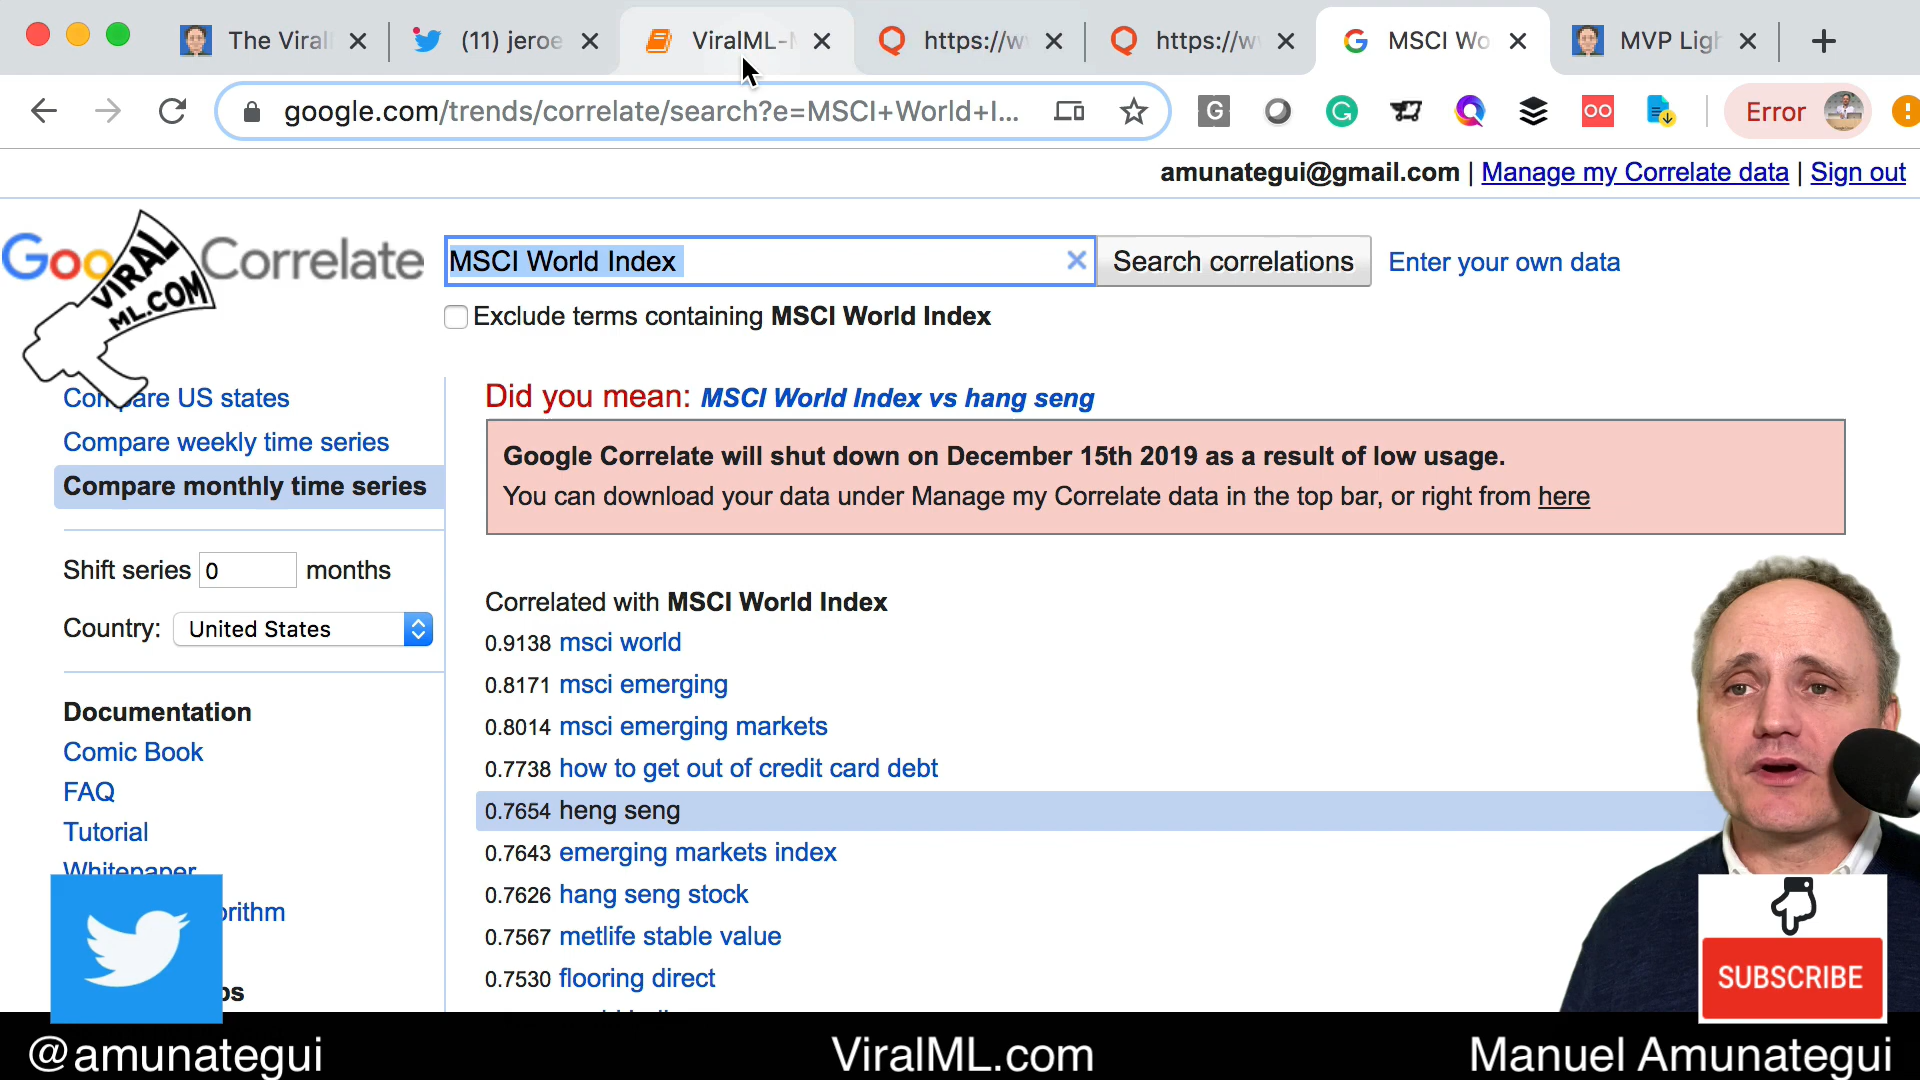 The Viral
(11) jeroe
ViralML-
https://w
https://w
MSCI Wo
MVP Ligh
google.com/trends/correlate/search?e=MSCI+World+I...
Error
amunategui@gmail.com | Manage my Correlate data | Sign out
Goo Correlate
VIRAL
ML.COM
MSCI World Index
Search correlations
Enter your own data
Exclude terms containing MSCI World Index
Compare US states
Compare weekly time series
Compare monthly time series
Shift series 0 months
Country: United States
Documentation
Comic Book
FAQ
Tutorial
Whitepaper
orithm
Did you mean: MSCI World Index vs hang seng
Google Correlate will shut down on December 15th 2019 as a result of low usage.
You can download your data under Manage my Correlate data in the top bar, or right from here
Correlated with MSCI World Index
0.9138 msci world
0.8171 msci emerging
0.8014 msci emerging markets
0.7738 how to get out of credit card debt
0.7654 heng seng
0.7643 emerging markets index
0.7626 hang seng stock
0.7567 metlife stable value
0.7530 flooring direct
SUBSCRIBE
@amunategui
ViralML.com
Manuel Amunategui